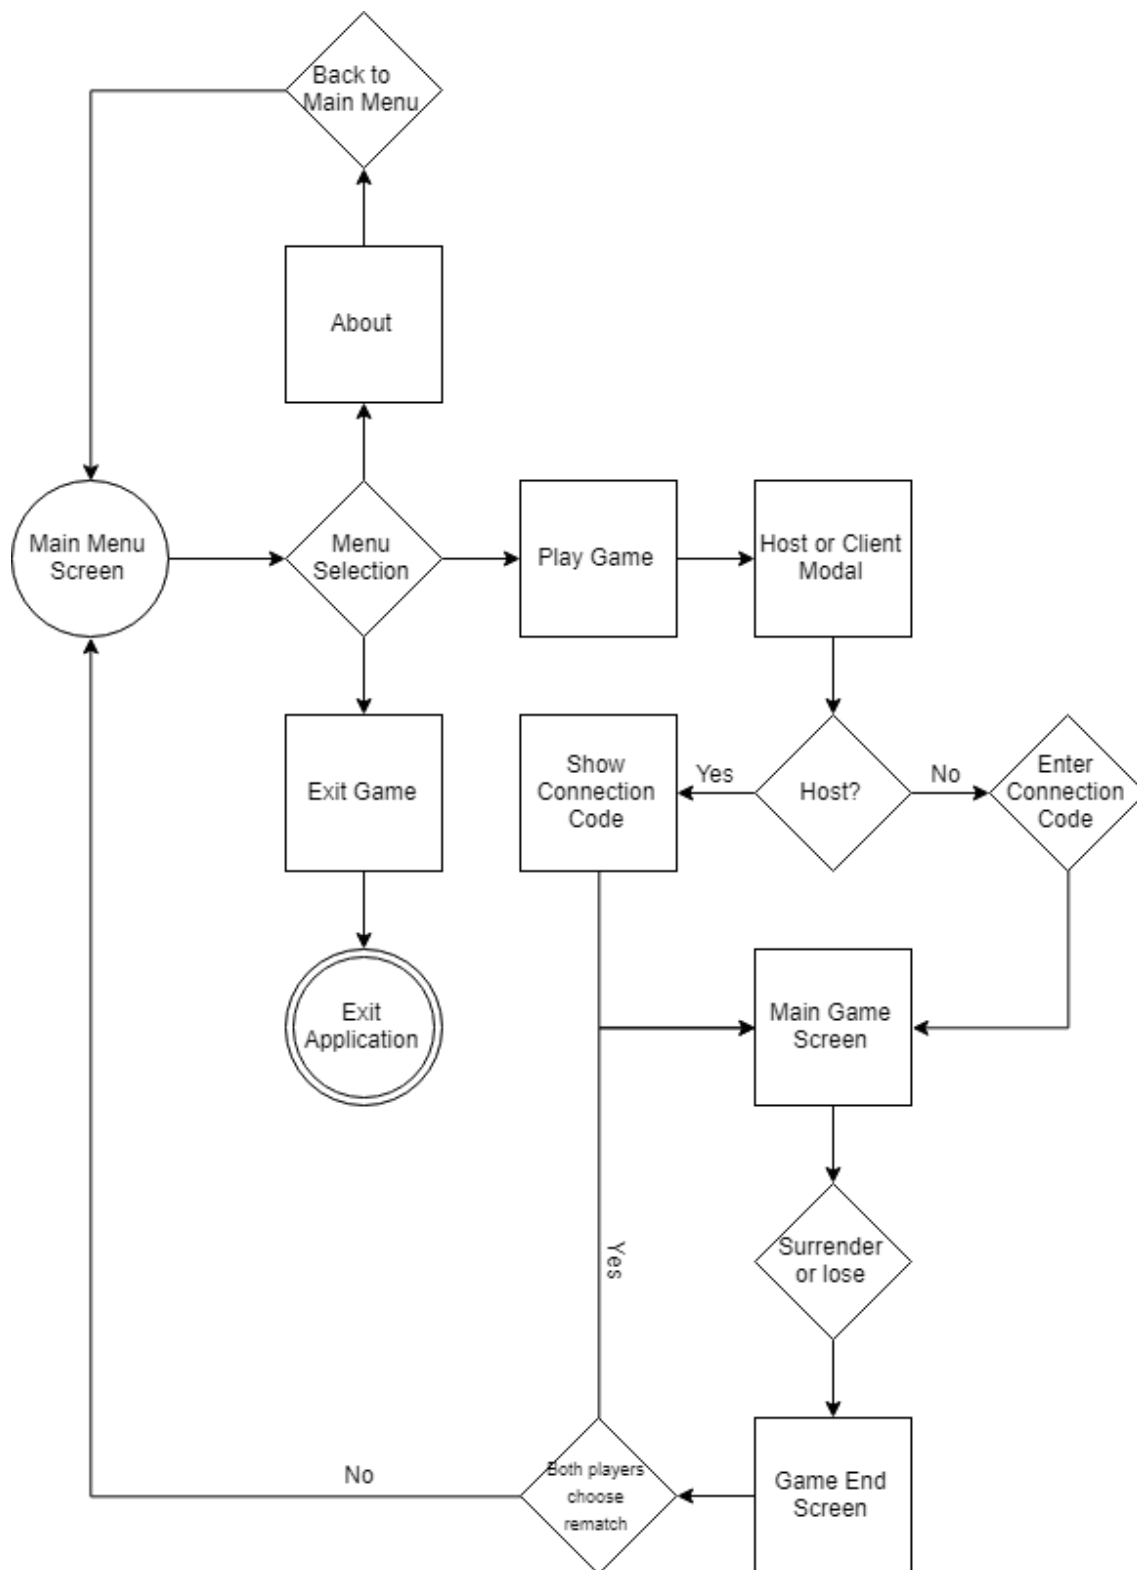 Back to
Main Menu
About
Main Menu
Screen
Menu
Selection
Play Game
Host or Client
Modal
Exit Game
Show
Connection
Code
Yes
Host?
No
Enter
Connection
Code
Exit
Application
Main Game
Screen
Surrender
or lose
Yes
No
Both players
choose
rematch
Game End
Screen